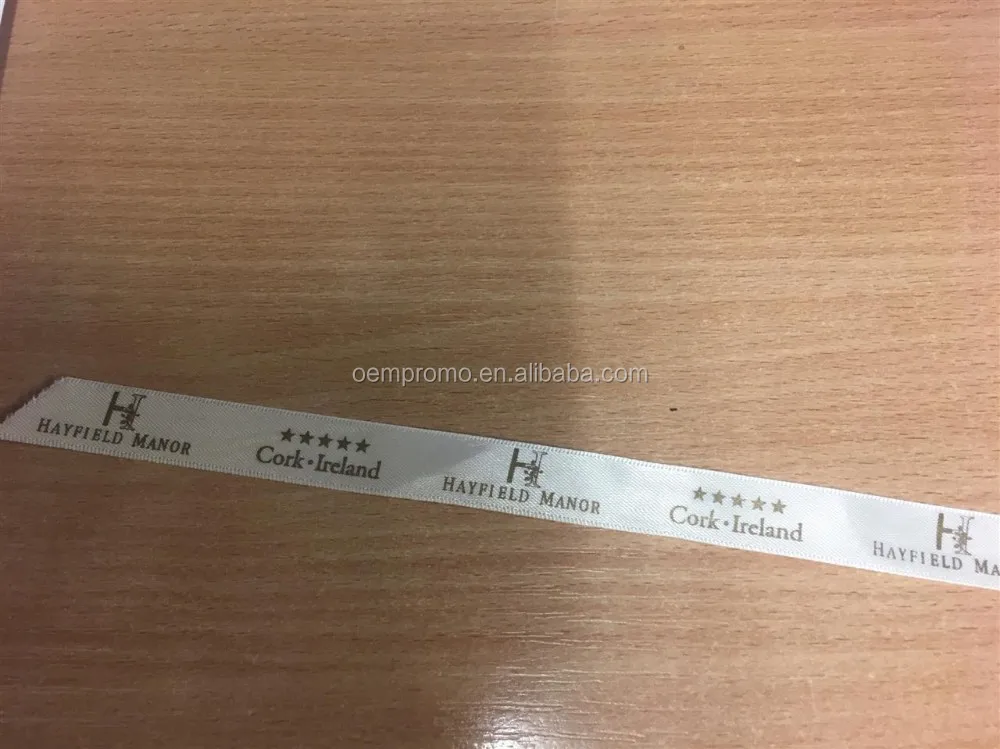 oempromo.en.alibaba.com
HAYFIELD MANOR
★★★★★
Cork·Ireland
HAYFIELD MANOR
★★★★★
Cork·Ireland
HAYFIELD MA